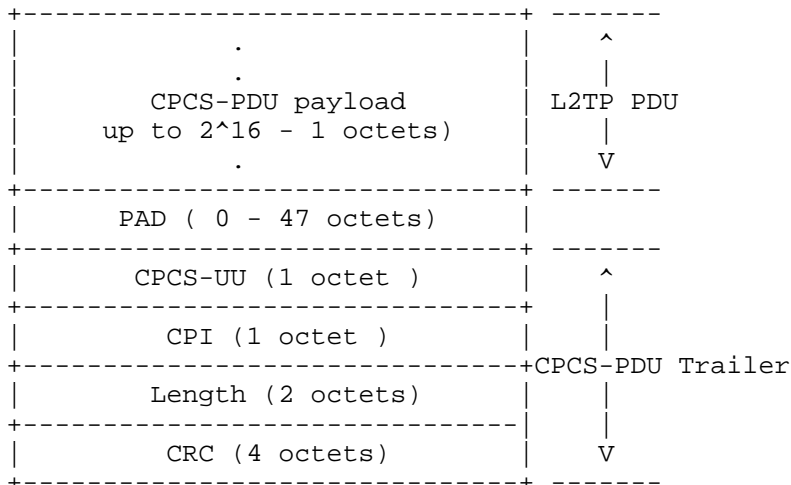 +-------------------------------+ -------
|             .                 |    ^
|             .                 |    |
|        CPCS-PDU payload       | L2TP PDU
|     up to 2^16 - 1 octets)    |    |
|             .                 |    V
+-------------------------------+ -------
|      PAD ( 0 - 47 octets)     |
+-------------------------------+ -------
|       CPCS-UU (1 octet )      |    ^
+-------------------------------+    |
|         CPI (1 octet )        |    |
+-------------------------------+CPCS-PDU Trailer
|        Length (2 octets)      |    |
+-------------------------------|    |
|         CRC (4 octets)        |    V
+-------------------------------+ -------